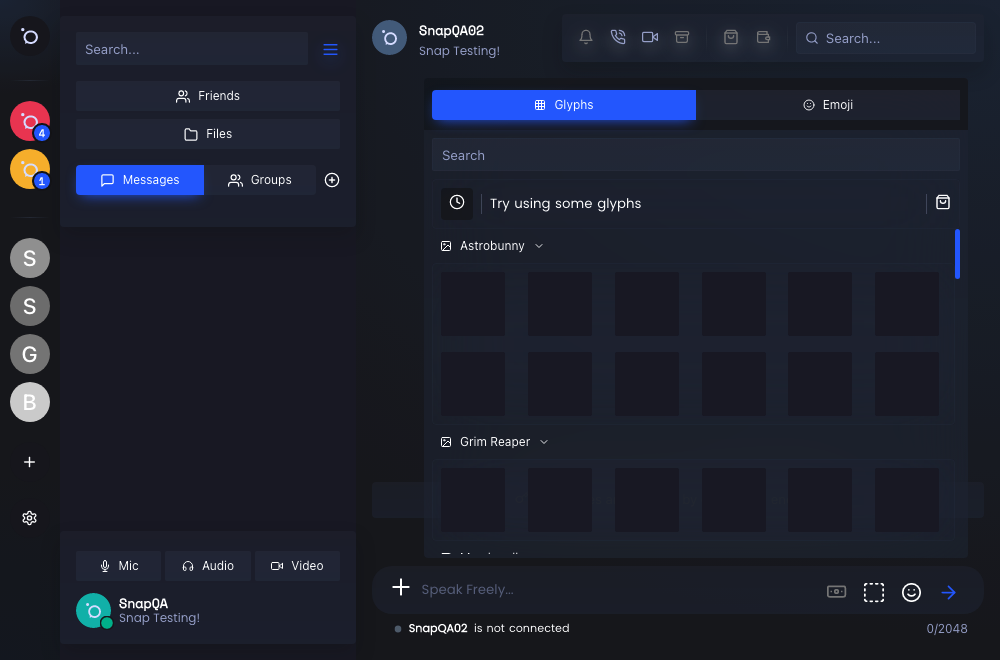 4
1
S
S
G
B
Search...
Friends
Files
Messages
Groups
Mic
Audio
Video
SnapQA
Snap Testing!
SnapQA02
Snap Testing!
Search...
Glyphs
Emoji
Search
Try using some glyphs
Astrobunny
Grim Reaper
Speak Freely...
SnapQA02 is not connected
0/2048